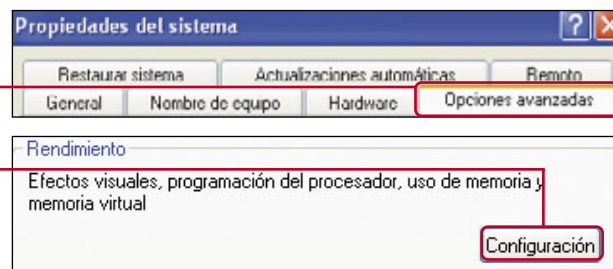 Propiedades del sistema
Restaurar sistema Actualizaciones automáticas Remoto
General Nombre de equipo Hardware Opciones avanzadas
Rendimiento
Efectos visuales, programación del procesador, uso de memoria y
memoria virtual
Configuración